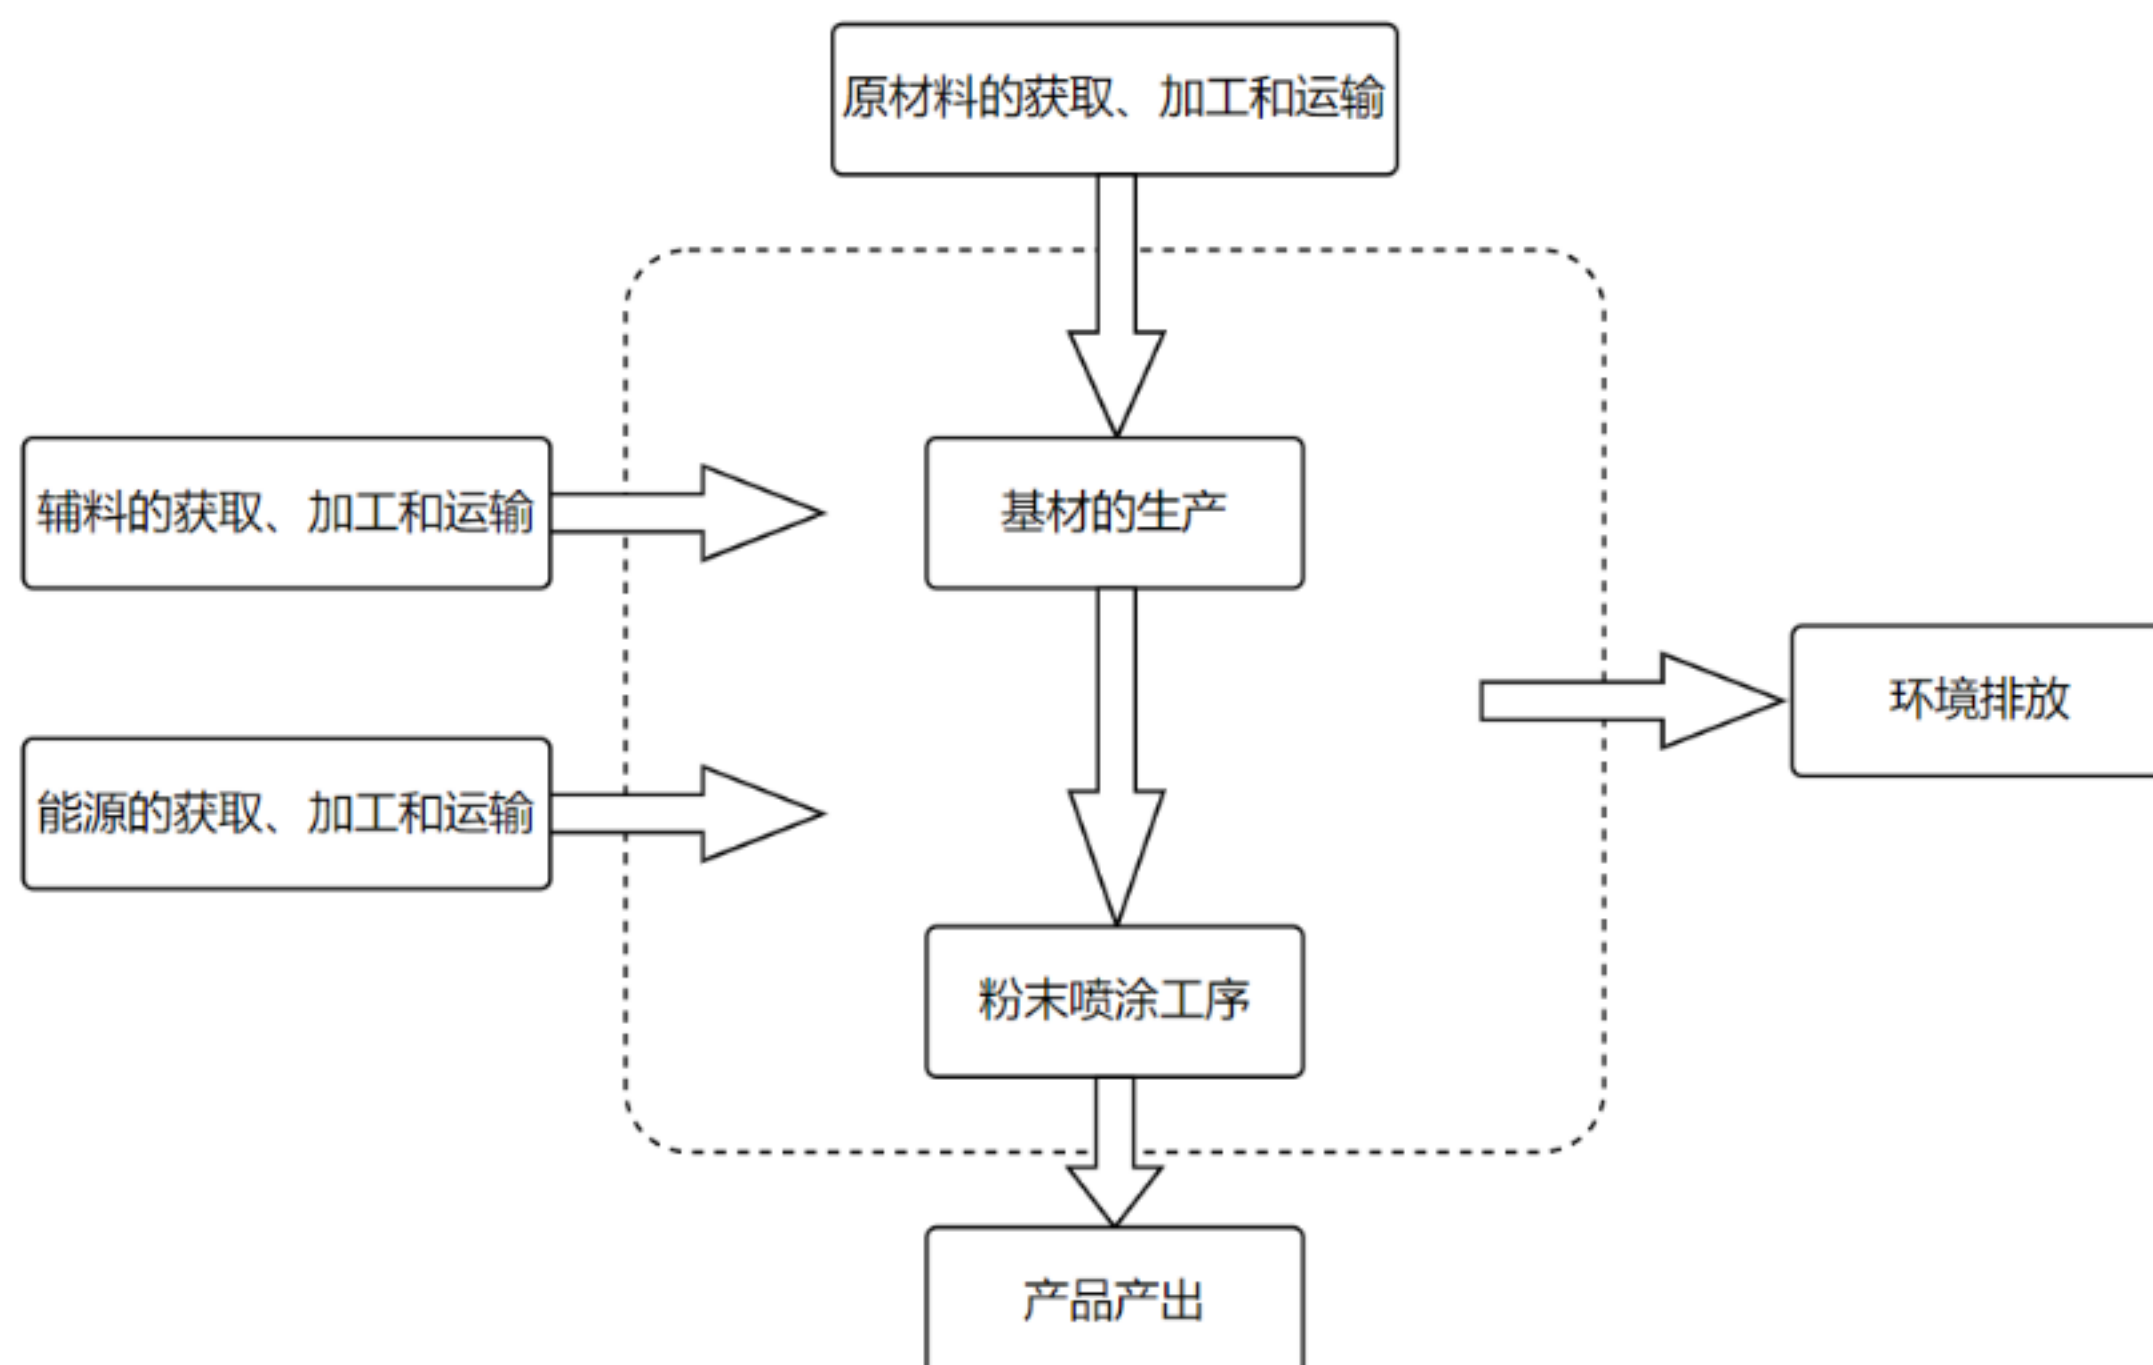 原材料的获取、加工和运输
辅料的获取、加工和运输
基材的生产
环境排放
能源的获取、加工和运输
粉末喷涂工序
产品产出